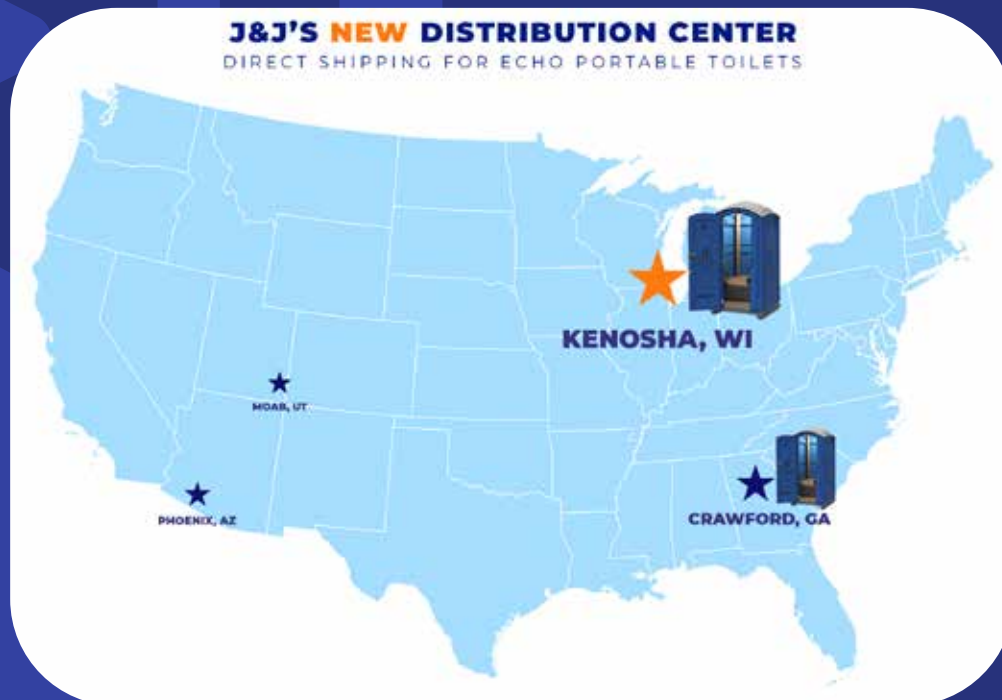 J&J'S NEW DISTRIBUTION CENTER
DIRECT SHIPPING FOR ECHO PORTABLE TOILETS
KENOSHA, WI
MOAB, UT
PHOENIX, AZ
CRAWFORD, GA